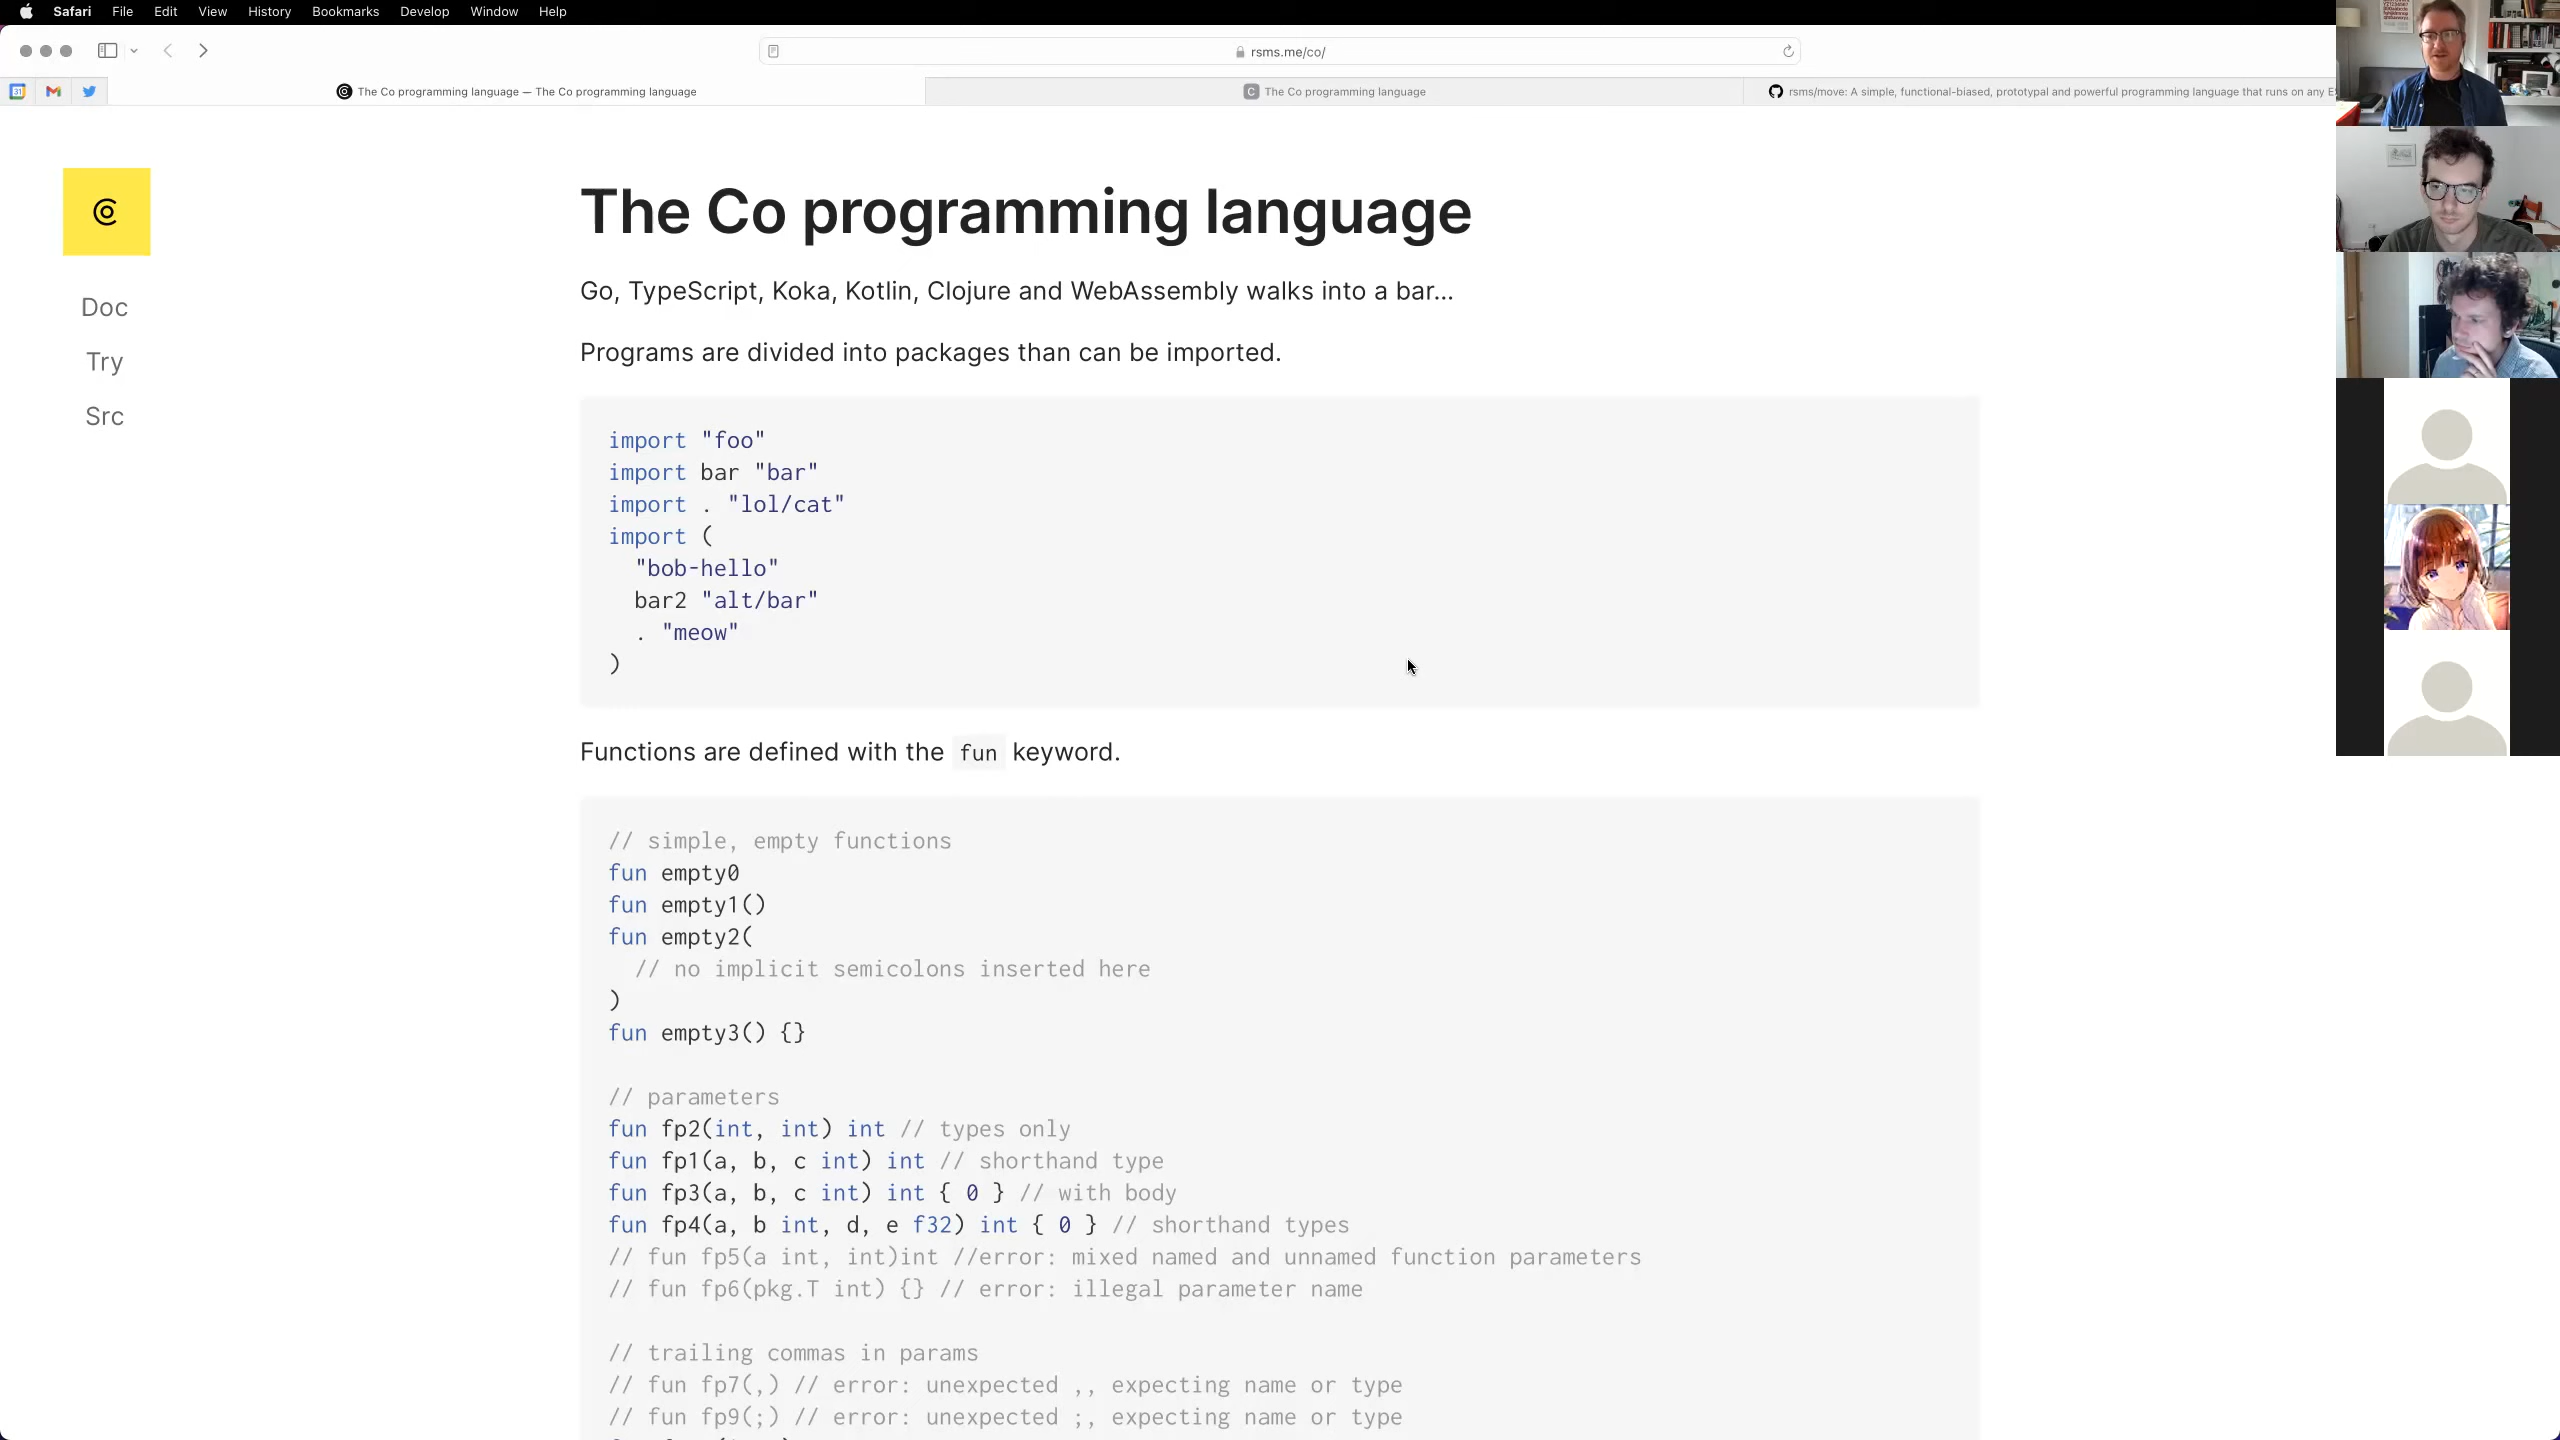 Safari File Edit View History Bookmarks Develop Window Help
rsms.me/co/
31
The Co programming language — The Co programming language
C The Co programming language
rsms/move: A simple, functional-biased, prototypal and powerful programming language that runs on any
The Co programming language
Go, TypeScript, Koka, Kotlin, Clojure and WebAssembly walks into a bar...
Programs are divided into packages than can be imported.
Doc
Try
Src
import "foo"
import bar "bar"
import . "lol/cat"
import (
"bob-hello"
bar2 "alt/bar"
. "meow"
)
Functions are defined with the fun keyword.
// simple, empty functions
fun empty0
fun empty1()
fun empty2(
// no implicit semicolons inserted here
)
fun empty3() {}
// parameters
fun fp2(int, int) int // types only
fun fp1(a, b, c int) int // shorthand type
fun fp3(a, b, c int) int { 0 } // with body
fun fp4(a, b int, d, e f32) int { 0 } // shorthand types
// fun fp5(a int, int)int //error: mixed named and unnamed function parameters
// fun fp6(pkg.T int) {} // error: illegal parameter name
// trailing commas in params
// fun fp7(,) // error: unexpected ,, expecting name or type
// fun fp9(;) // error: unexpected ;, expecting name or type